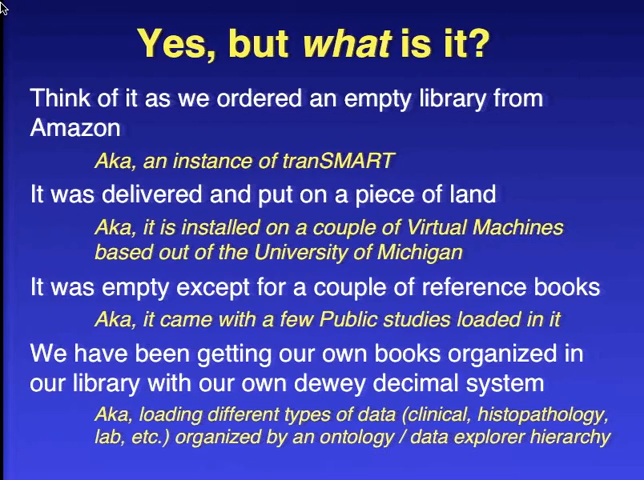 Yes, but what is it?
Think of it as we ordered an empty library from
Amazon
Aka, an instance of tranSMART
It was delivered and put on a piece of land
Aka, it is installed on a couple of Virtual Machines
based out of the University of Michigan
It was empty except for a couple of reference books
Aka, it came with a few Public studies loaded in it
We have been getting our own books organized in
our library with our own dewey decimal system
Aka, loading different types of data (clinical, histopathology,
lab, etc.) organized by an ontology / data explorer hierarchy